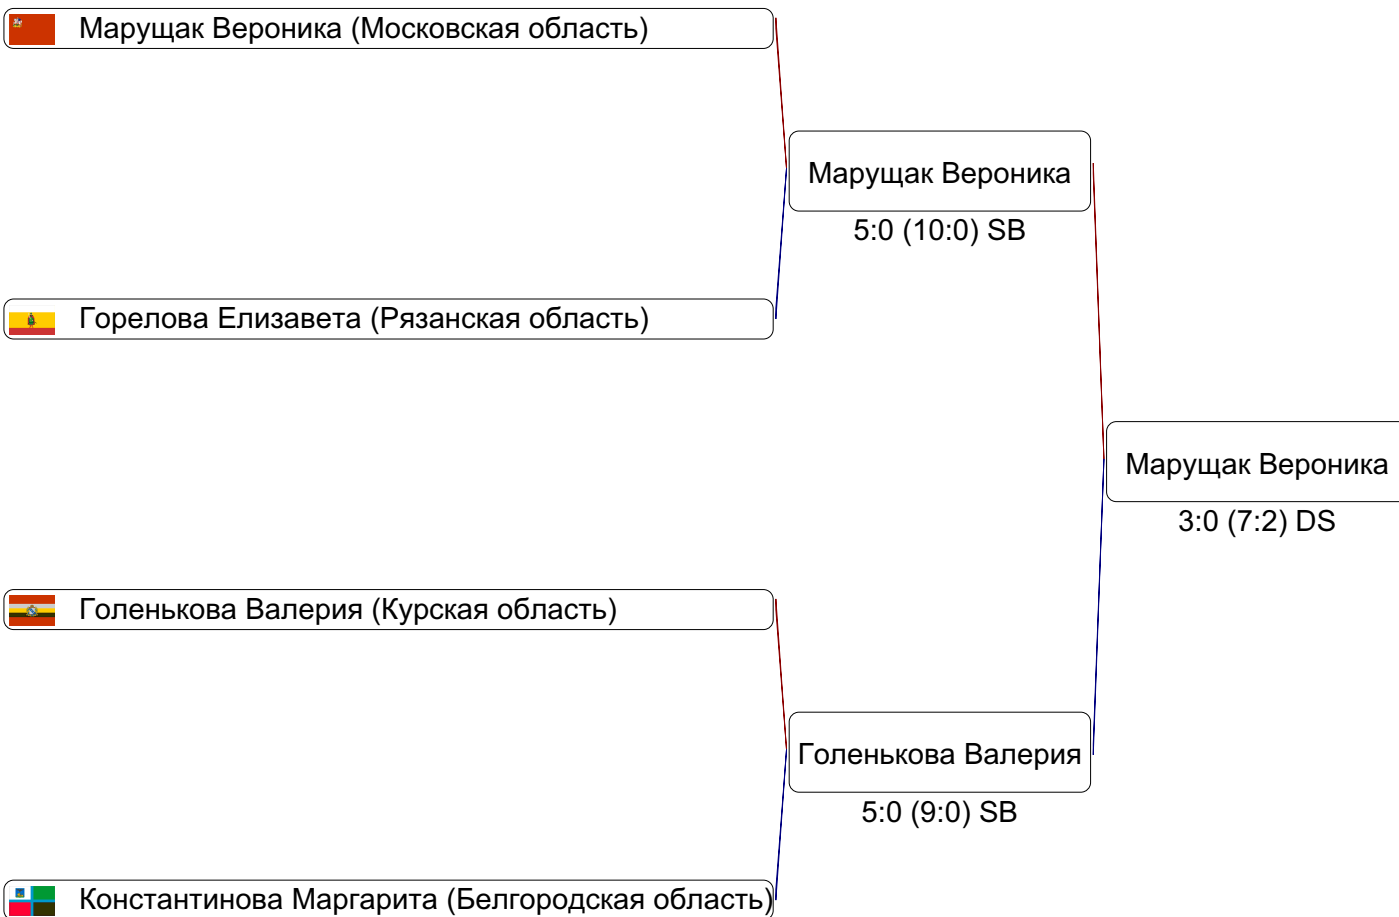 Марущак Вероника (Московская область)
Марущак Вероника
5:0 (10:0) SB
Горелова Елизавета (Рязанская область)
Марущак Вероника
3:0 (7:2) DS
Голенькова Валерия (Курская область)
Голенькова Валерия
5:0 (9:0) SB
Константинова Маргарита (Белгородская область)